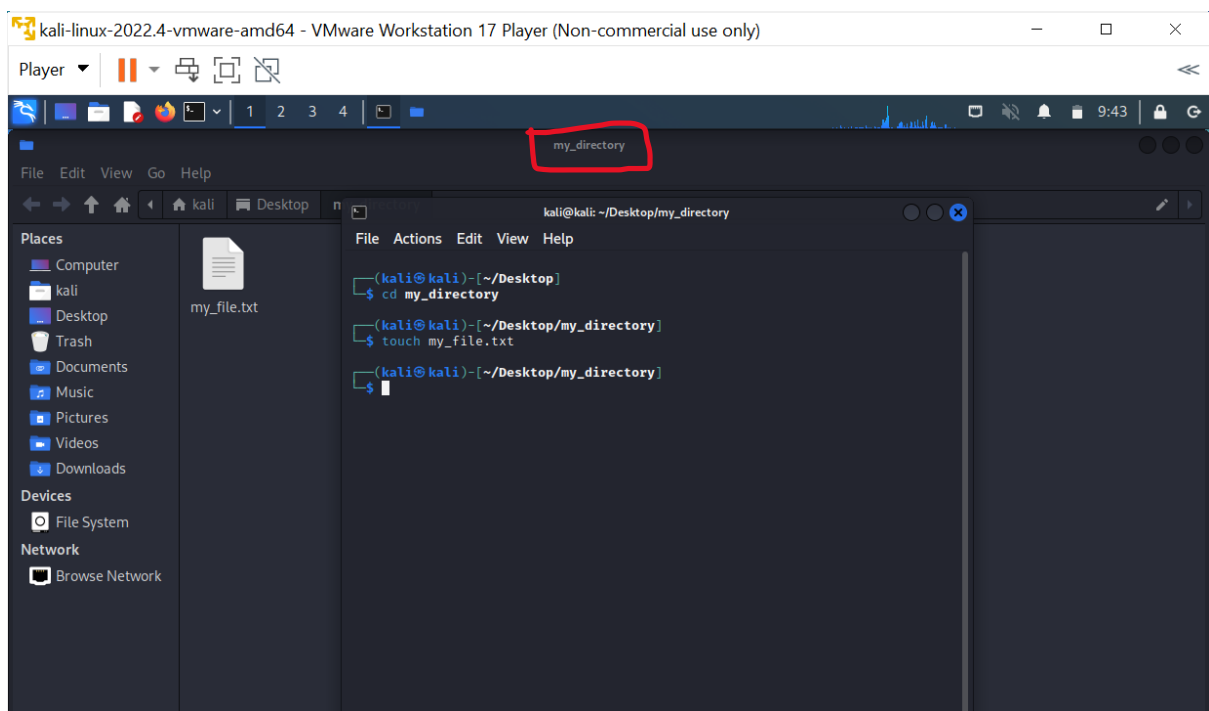 kali-linux-2022.4-vmware-amd64 - VMware Workstation 17 Player (Non-commercial use only)
Player
1 2 3 4
9:43
my_directory
File Edit View Go Help
kali Desktop
kali@kali: ~/Desktop/my_directory
File Actions Edit View Help
Places
Computer
kali
Desktop
Trash
Documents
Music
Pictures
Videos
Downloads
Devices
File System
Network
Browse Network
my_file.txt
(kali㉿kali)-[~/Desktop]
$ cd my_directory
(kali㉿kali)-[~/Desktop/my_directory]
$ touch my_file.txt
(kali㉿kali)-[~/Desktop/my_directory]
$